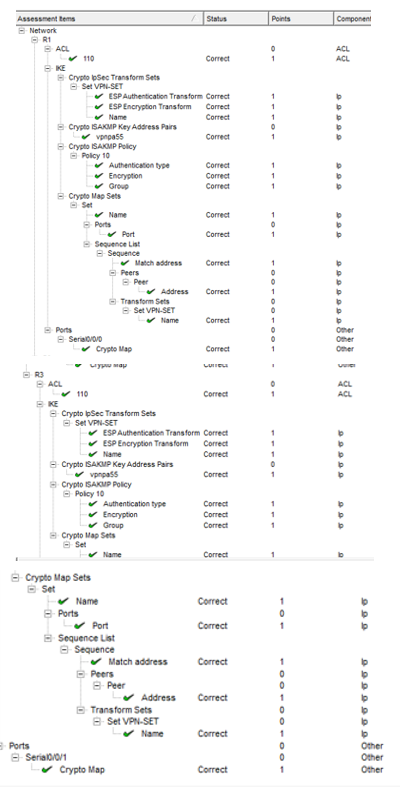 Assessment Items / Status Points Component
Network
R1
ACL 0 ACL
110 Correct 1 ACL
IKE
Crypto IpSec Transform Sets
Set VPN-SET
ESP Authentication Transform Correct 1 Ip
ESP Encryption Transform Correct 1 Ip
Name Correct 1 Ip
Crypto ISAKMP Key Address Pairs 0 Ip
vpnpa55 Correct 1 Ip
Crypto ISAKMP Policy
Policy 10
Authentication type Correct 1 Ip
Encryption Correct 1 Ip
Group Correct 1 Ip
Crypto Map Sets
Set
Name Correct 1 Ip
Ports 0 Ip
Port Correct 1 Ip
Sequence List
Sequence
Match address Correct 1 Ip
Peers 0 Ip
Peer 0 Ip
Address Correct 1 Ip
Transform Sets 0 Ip
Set VPN-SET 0 Ip
Name Correct 1 Ip
Ports 0 Other
Serial0/0/0 0 Other
Crypto Map Correct 1 Other
Crypto Map Correct 1 Other
R3
ACL 0 ACL
110 Correct 1 ACL
IKE
Crypto IpSec Transform Sets
Set VPN-SET
ESP Authentication Transform Correct 1 Ip
ESP Encryption Transform Correct 1 Ip
Name Correct 1 Ip
Crypto ISAKMP Key Address Pairs 0 Ip
vpnpa55 Correct 1 Ip
Crypto ISAKMP Policy
Policy 10
Authentication type Correct 1 Ip
Encryption Correct 1 Ip
Group Correct 1 Ip
Crypto Map Sets
Set
Name Correct 1 Ip
Crypto Map Sets
Set
Name Correct 1 Ip
Ports 0 Ip
Port Correct 1 Ip
Sequence List
Sequence
Match address Correct 1 Ip
Peers 0 Ip
Peer 0 Ip
Address Correct 1 Ip
Transform Sets 0 Ip
Set VPN-SET 0 Ip
Name Correct 1 Ip
Ports 0 Other
Serial0/0/1 0 Other
Crypto Map Correct 1 Other